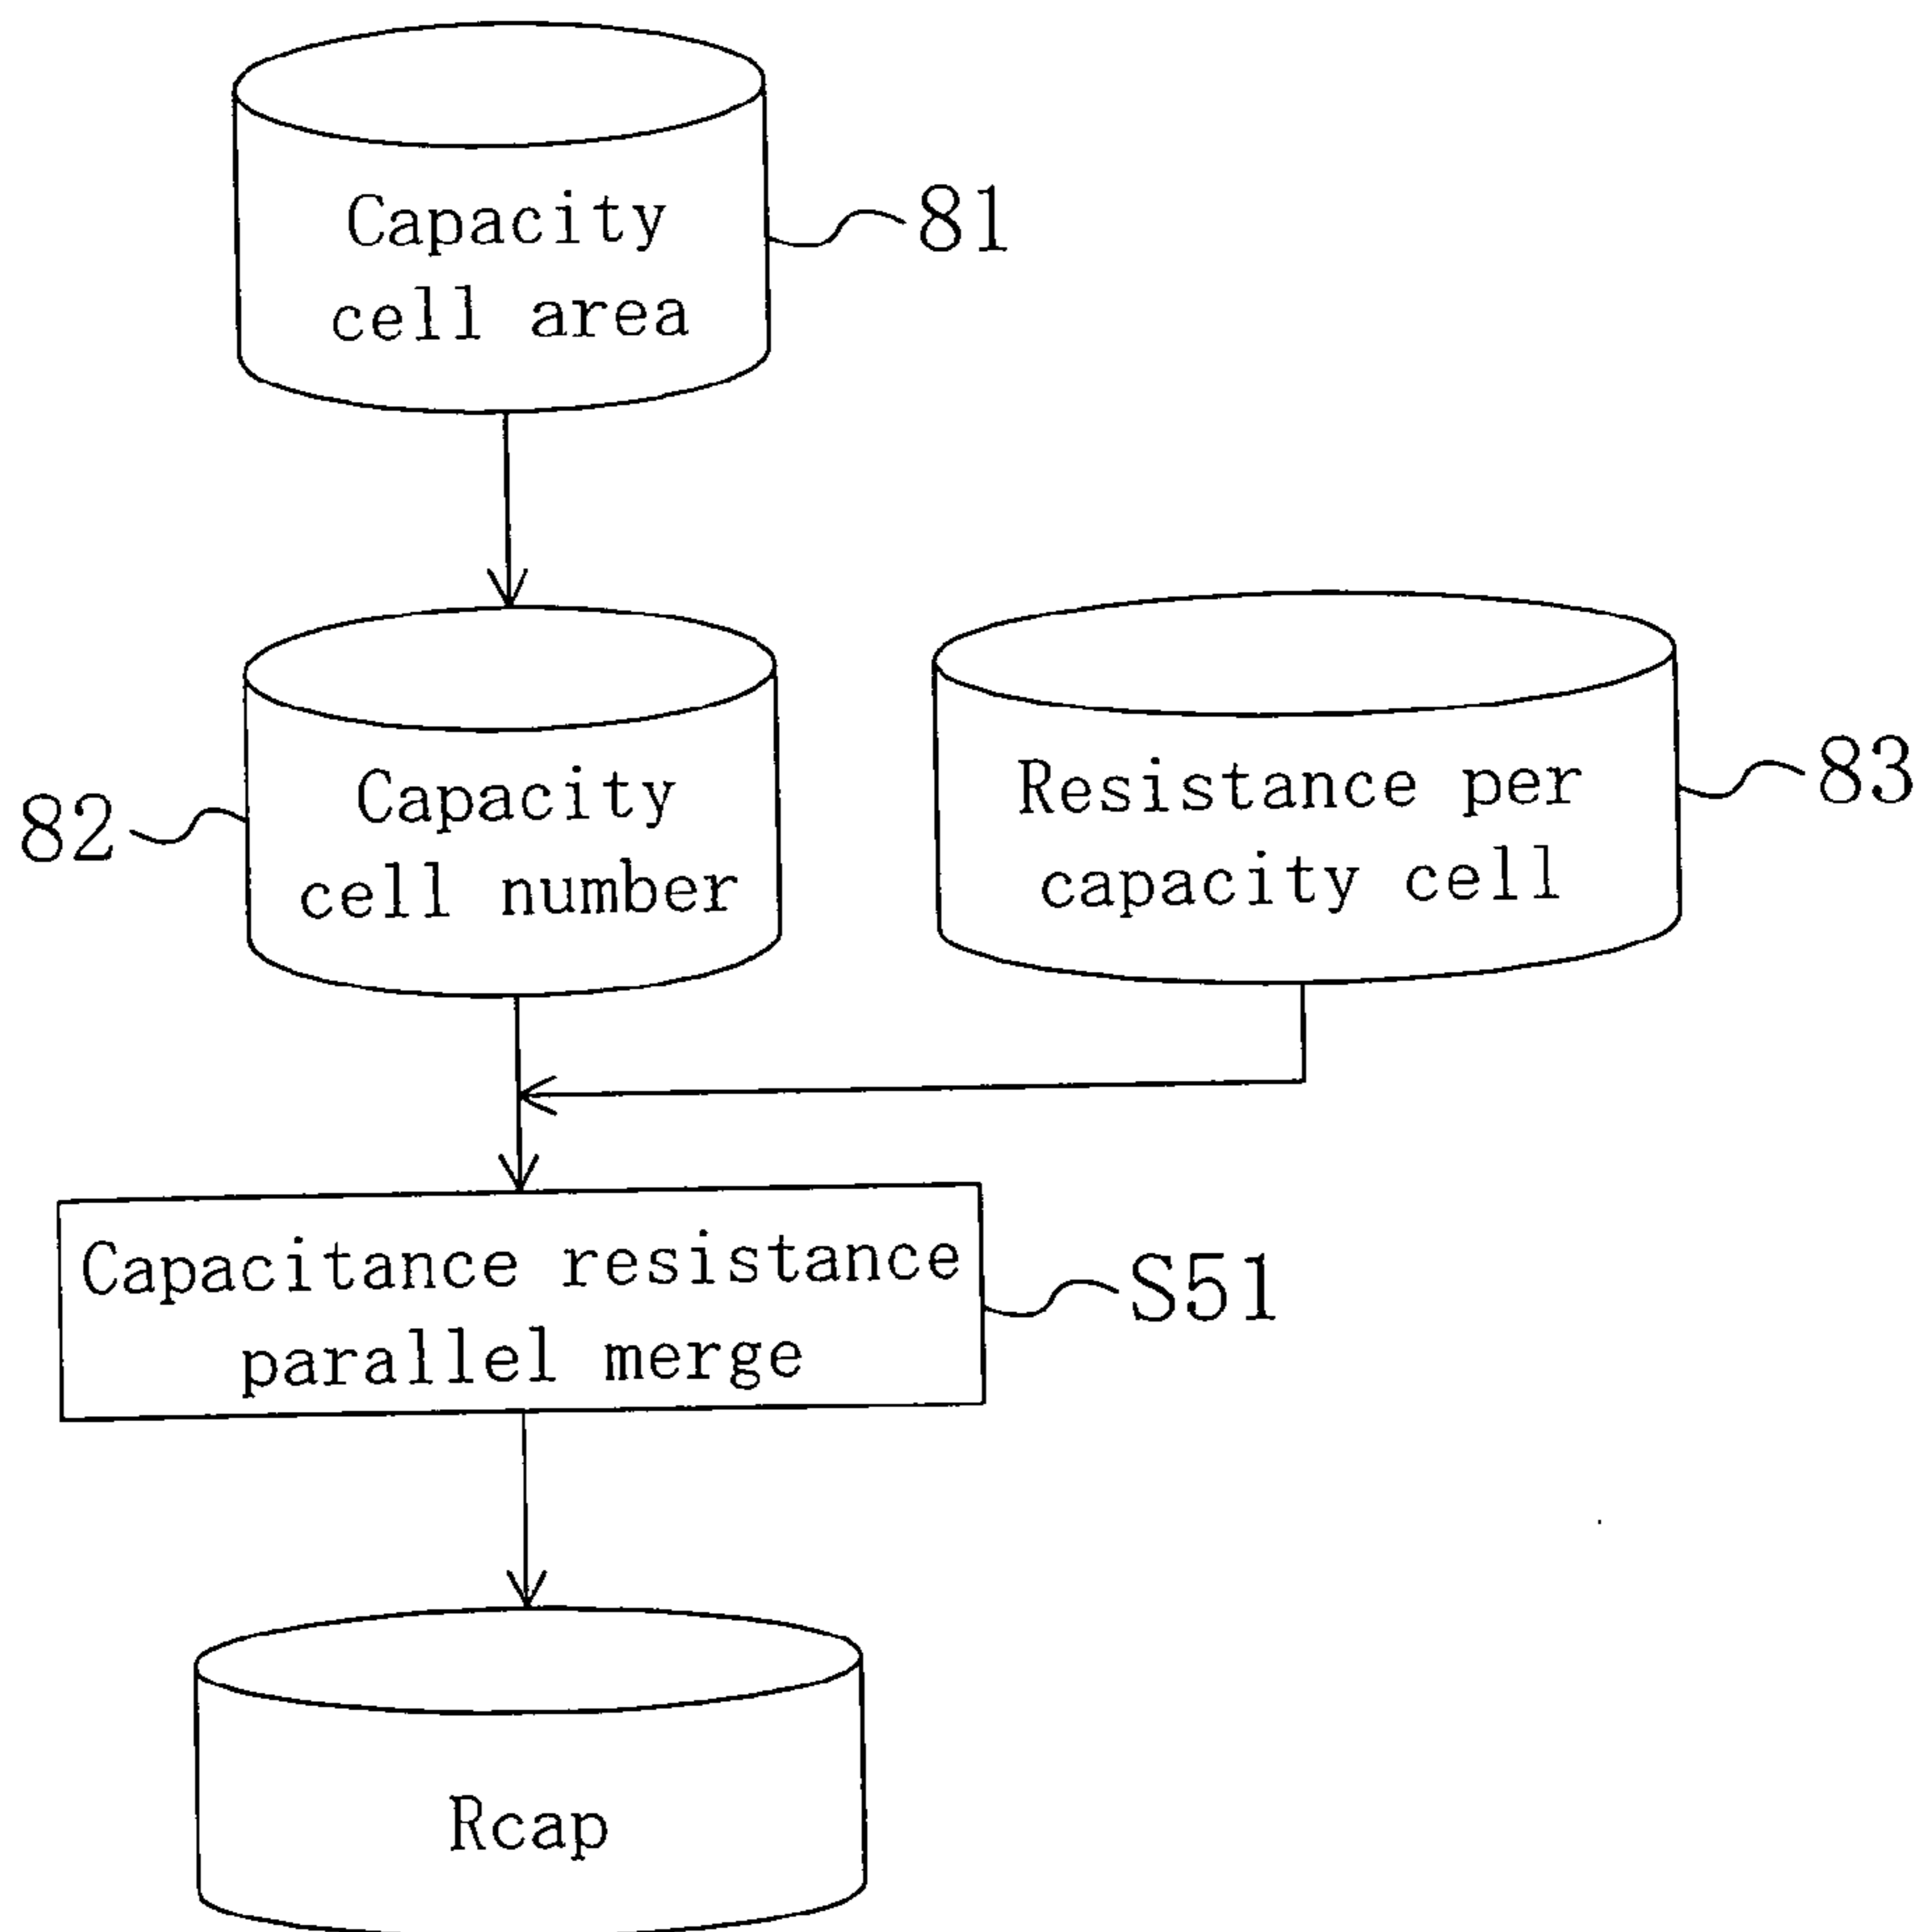 Capacity
cell area
81
Capacity
cell number
82
Resistance per
capacity cell
83
Capacitance resistance
parallel merge
S51
Rcap